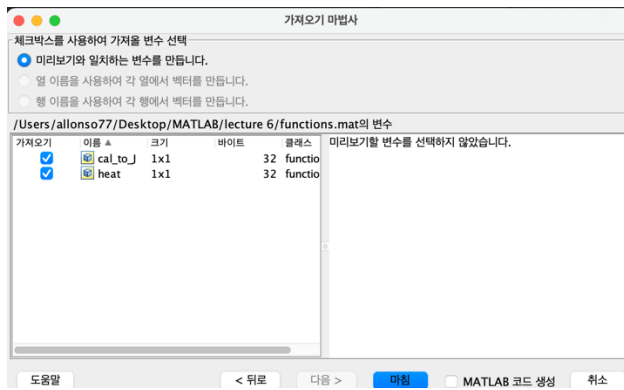 가져오기 마법사
체크박스를 사용하여 가져올 변수 선택
미리보기와 일치하는 변수를 만듭니다.
열 이름을 사용하여 각 열에서 벡터를 만듭니다.
행 이름을 사용하여 각 행에서 벡터를 만듭니다.
/Users/allonso77/Desktop/MATLAB/lecture 6/functions.mat의 변수
가져오기 이름 ▲ 크기 바이트 클래스 미리보기할 변수를 선택하지 않았습니다.
cal_to_J 1x1 32 functio
heat 1x1 32 functio
도움말 < 뒤로 다음 > 마침 MATLAB 코드 생성 취소